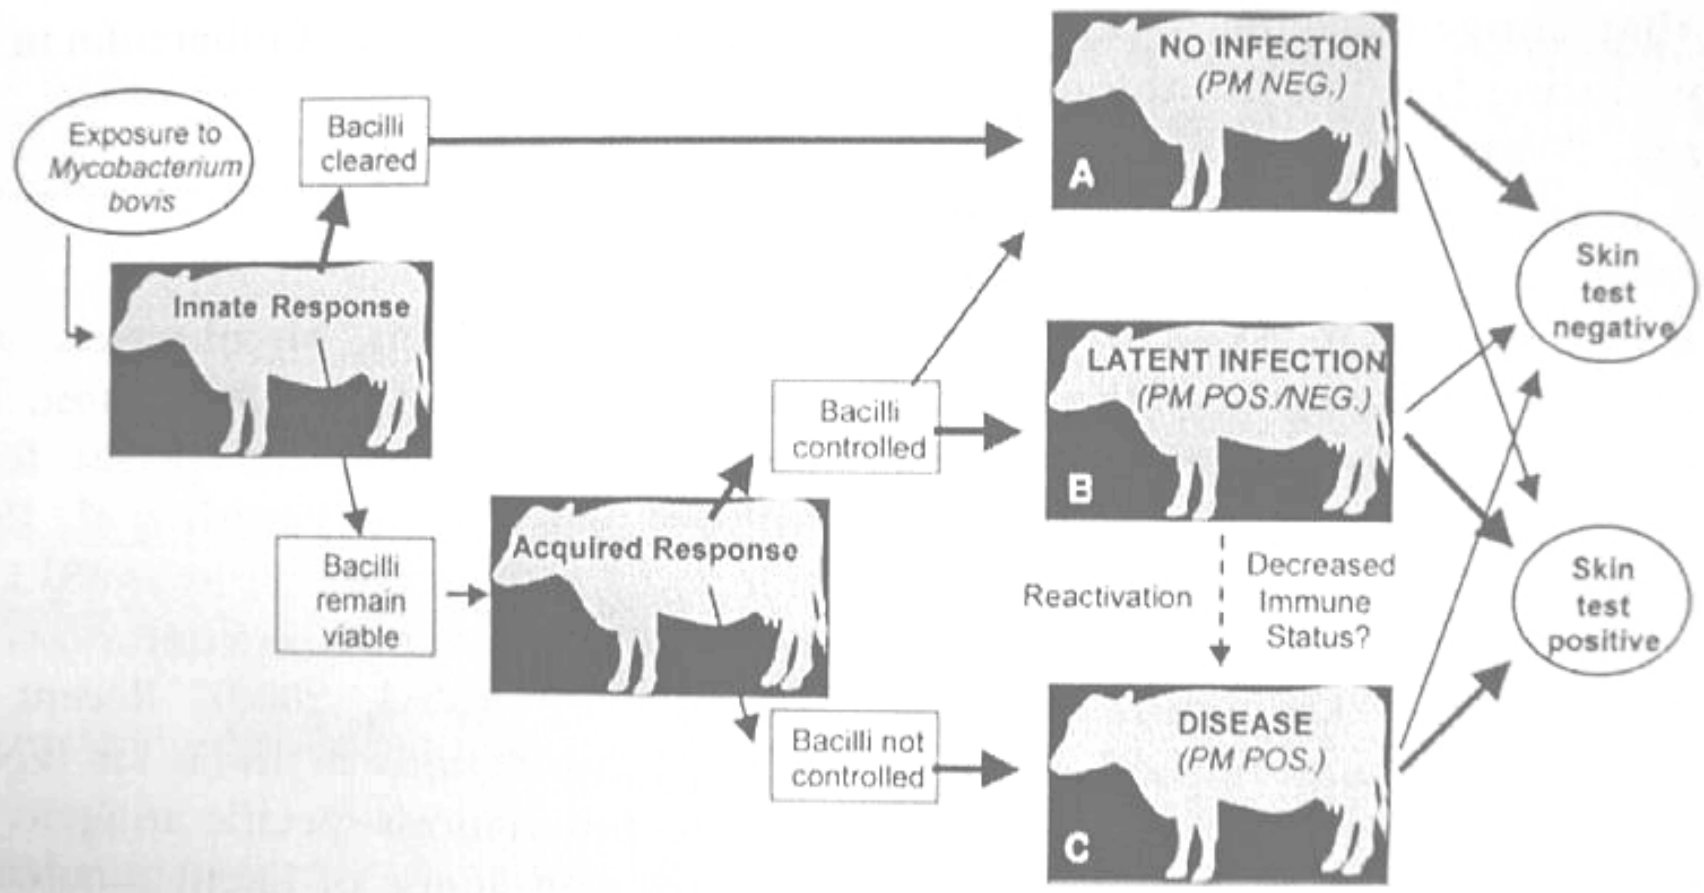 Exposure to
Mycobacterium
bovis
Bacilli
cleared
Innate Response
Bacilli
remain
viable
Acquired Response
Bacilli
controlled
Bacilli not
controlled
NO INFECTION
(PM NEG.)
A
LATENT INFECTION
(PM POS./NEG.)
B
Reactivation
Decreased
Immune
Status?
DISEASE
(PM POS.)
C
Skin
test
negative
Skin
test
positive